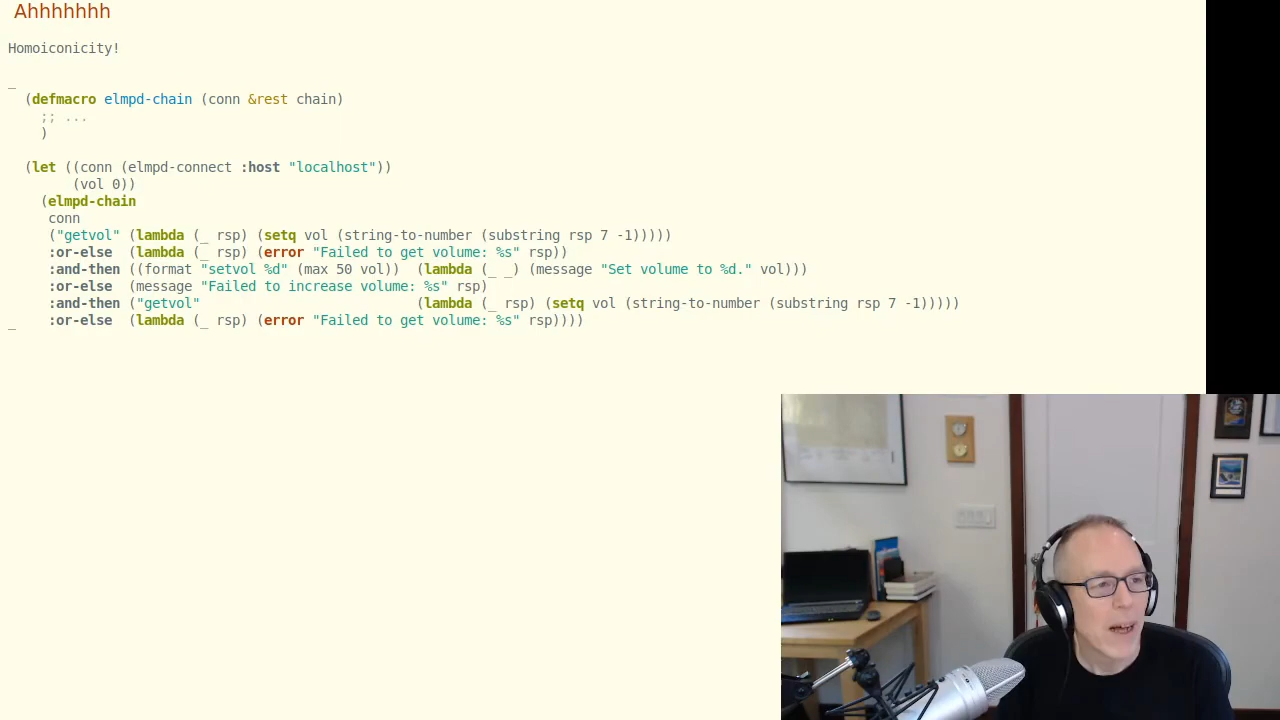 Ahhhhhhh
Homoiconicity!
(defmacro elmpd-chain (conn &rest chain)
;; ...
)
(let ((conn (elmpd-connect :host "localhost"))
(vol 0))
(elmpd-chain
conn
("getvol" (lambda (_ rsp) (setq vol (string-to-number (substring rsp 7 -1)))))
:or-else (lambda (_ rsp) (error "Failed to get volume: %s" rsp))
:and-then ((format "setvol %d" (max 50 vol)) (lambda (_ _) (message "Set volume to %d." vol)))
:or-else (message "Failed to increase volume: %s" rsp)
:and-then ("getvol" (lambda (_ rsp) (setq vol (string-to-number (substring rsp 7 -1)))))
:or-else (lambda (_ rsp) (error "Failed to get volume: %s" rsp))))